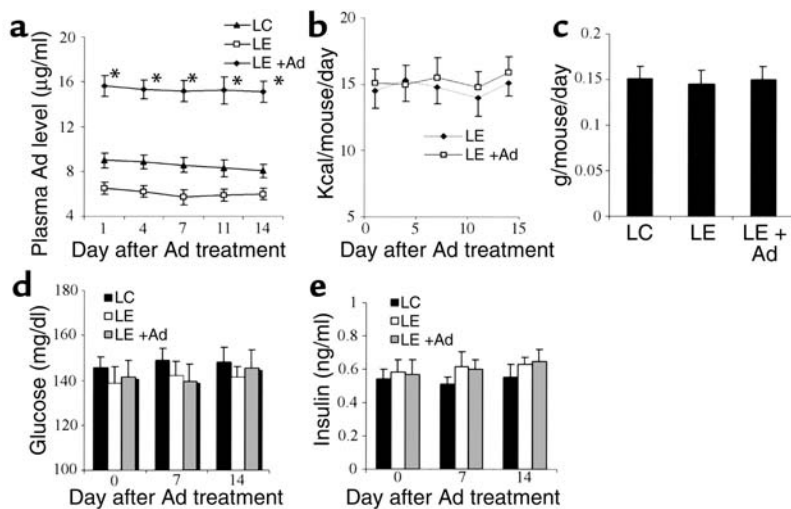 a
Plasma Ad level (µg/ml)
20
16
12
8
4
LC
LE
LE +Ad
* * * * *
1 4 7 11 14
Day after Ad treatment
b
Kcal/mouse/day
20
15
10
5
LE
LE +Ad
0 5 10 15
Day after Ad treatment
c
g/mouse/day
0.2
0.15
0.1
0.05
0
LC LE LE +
Ad
d
Glucose (mg/dl)
180
160
140
120
100
LC
LE
LE +Ad
0 7 14
Day after Ad treatment
e
Insulin (ng/ml)
1
0.8
0.6
0.4
0.2
0
LC
LE
LE +Ad
0 7 14
Day after Ad treatment